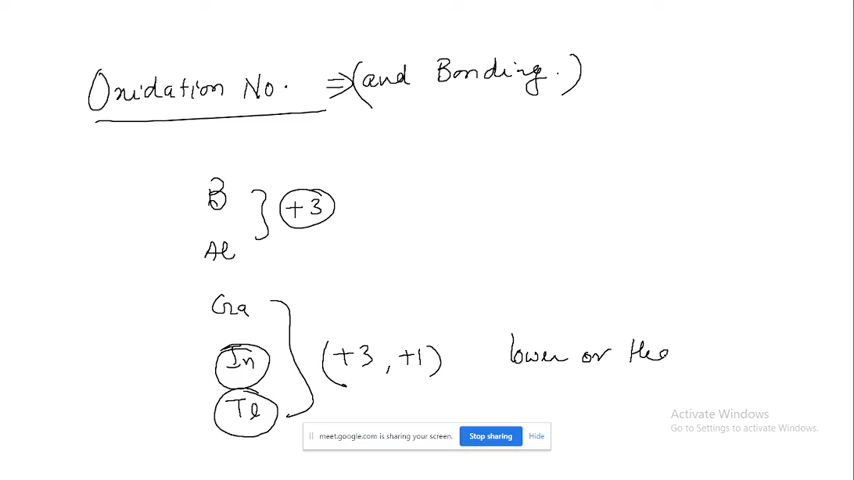 Oxidation No. ⇒ (and Bonding.)
B
+3
Al
Ga
In
(+3, +1)
lower or the
Tl
meet.google.com is sharing your screen.
Stop sharing
Hide
Activate Windows
Go to Settings to activate Windows.